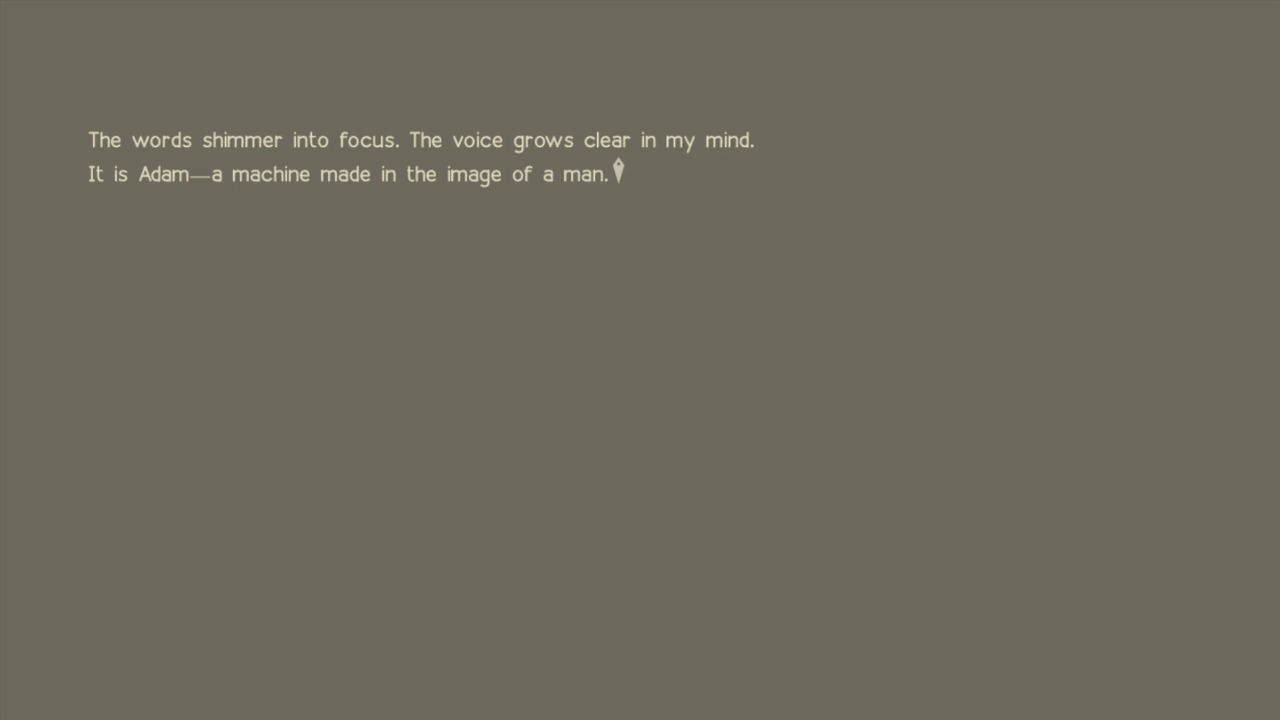 The words shimmer into focus. The voice grows clear in my mind.
It is Adam—a machine made in the image of a man.